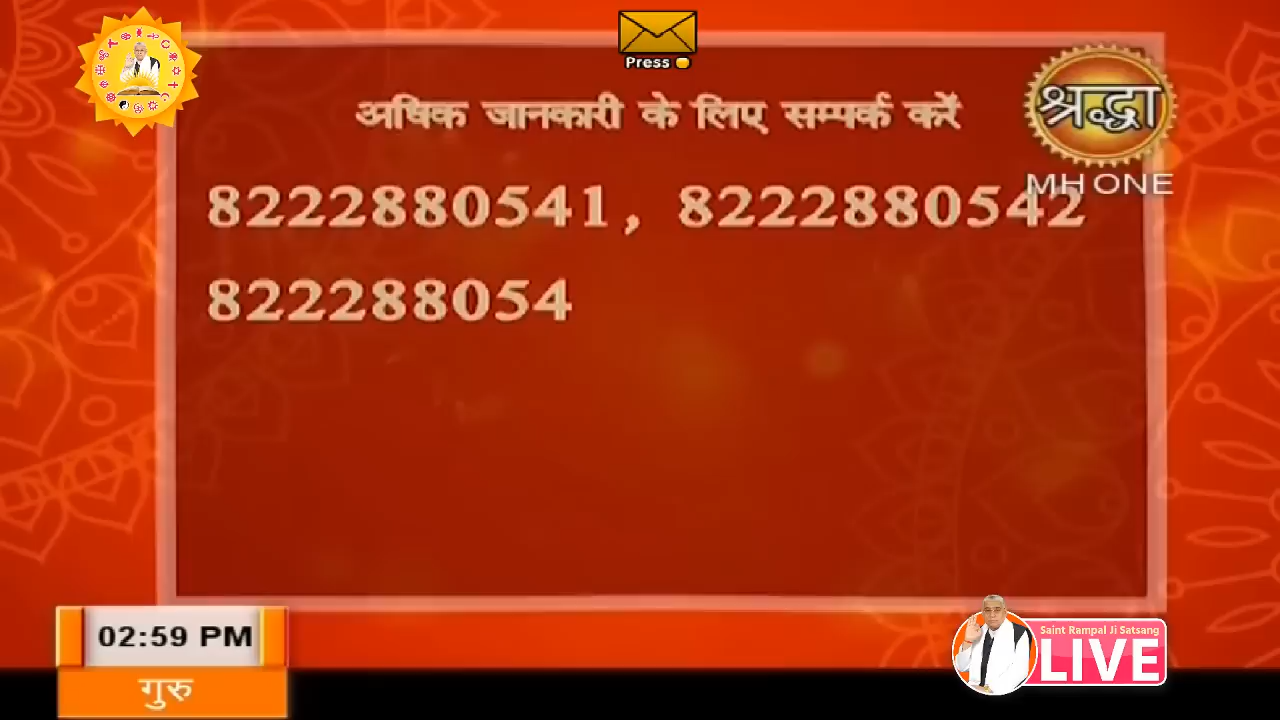 Press
अधिक जानकारी के लिए सम्पर्क करें
श्रद्धा
MH ONE
8222880541, 8222880542
822288054
02:59 PM
गुरु
Saint Rampal Ji Satsang
LIVE